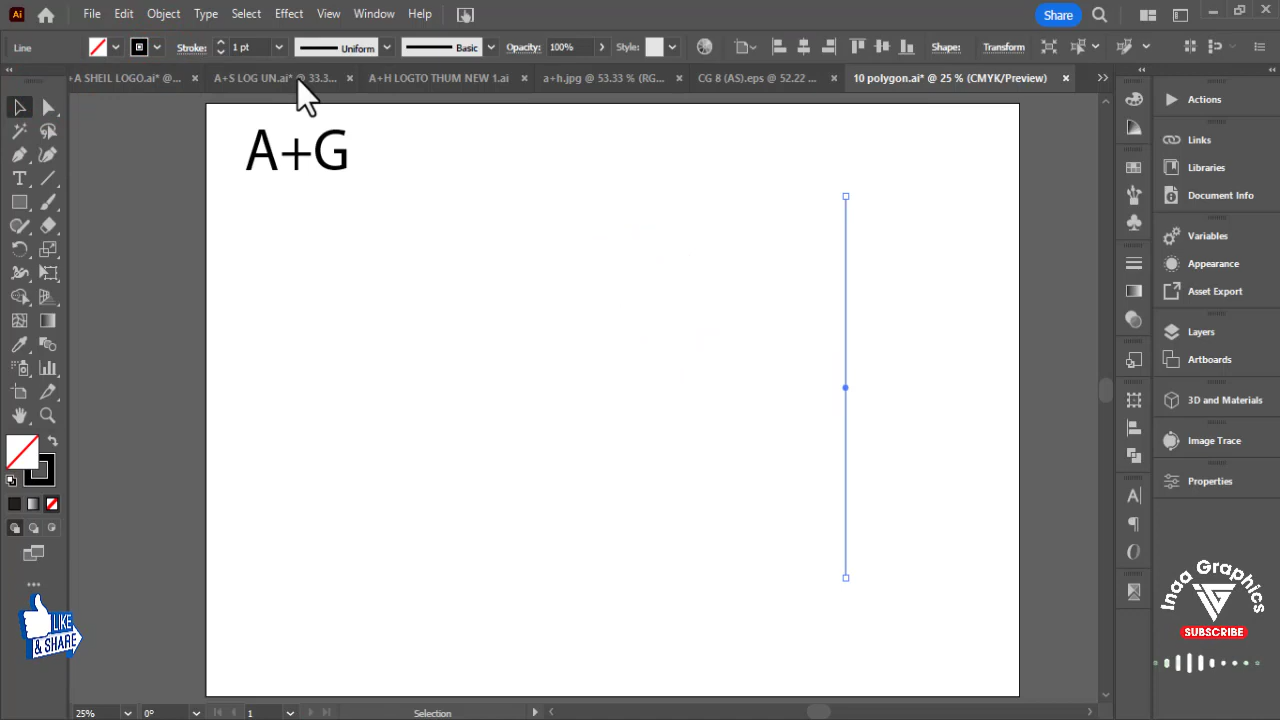 Ai File Edit Object Type Select Effect View Window Help Share
Line Stroke: 1 pt Uniform Basic Opacity: 100% Style: Shape: Transform
A SHEIL LOGO.ai* @... × A+S LOG UN.ai* @ 33.3... × A+H LOGTO THUM NEW 1.ai × a+h.jpg @ 53.33 % (RG... × CG 8 (AS).eps @ 52.22 ... × 10 polygon.ai* @ 25 % (CMYK/Preview) ×
A+G
Actions
Links
Libraries
Document Info
Variables
Appearance
Asset Export
Layers
Artboards
3D and Materials
Image Trace
Properties
LIKE
& SHARE
Inaa Graphics
SUBSCRIBE
25% 0° 1 Selection